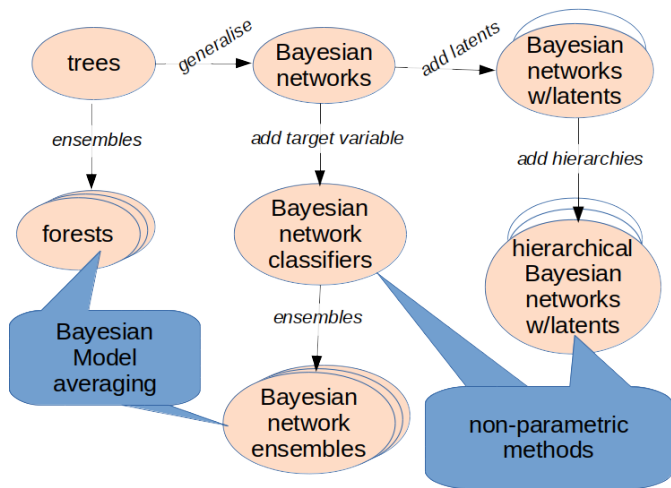 trees
generalise
Bayesian
networks
add latents
Bayesian
networks
w/latents
ensembles
add target variable
add hierarchies
forests
Bayesian
network
classifiers
hierarchical
Bayesian
networks
w/latents
Bayesian
Model
averaging
ensembles
Bayesian
network
ensembles
non-parametric
methods